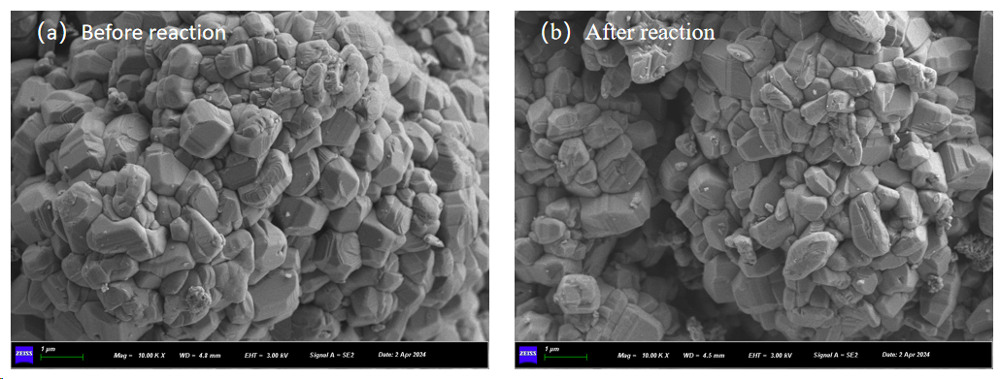 (a) Before reaction
ZEISS 1 μm Mag = 10.00 K X WD = 4.8 mm EHT = 3.00 kV Signal A = SE2 Date: 2 Apr 2024
(b) After reaction
ZEISS 1 μm Mag = 10.00 K X WD = 4.5 mm EHT = 3.00 kV Signal A = SE2 Date: 2 Apr 2024